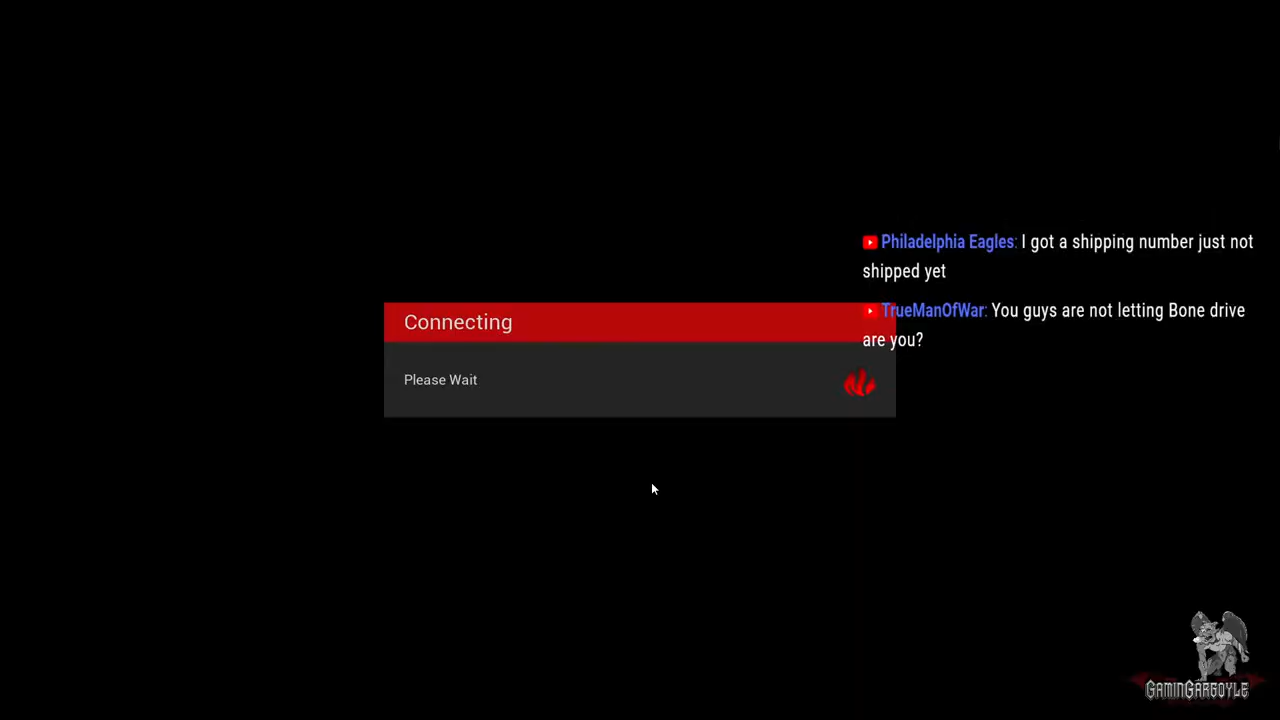 Philadelphia Eagles: I got a shipping number just not
shipped yet
Connecting
TrueManOfWar: You guys are not letting Bone drive
are you?
Please Wait
GAMINGARGOYLE